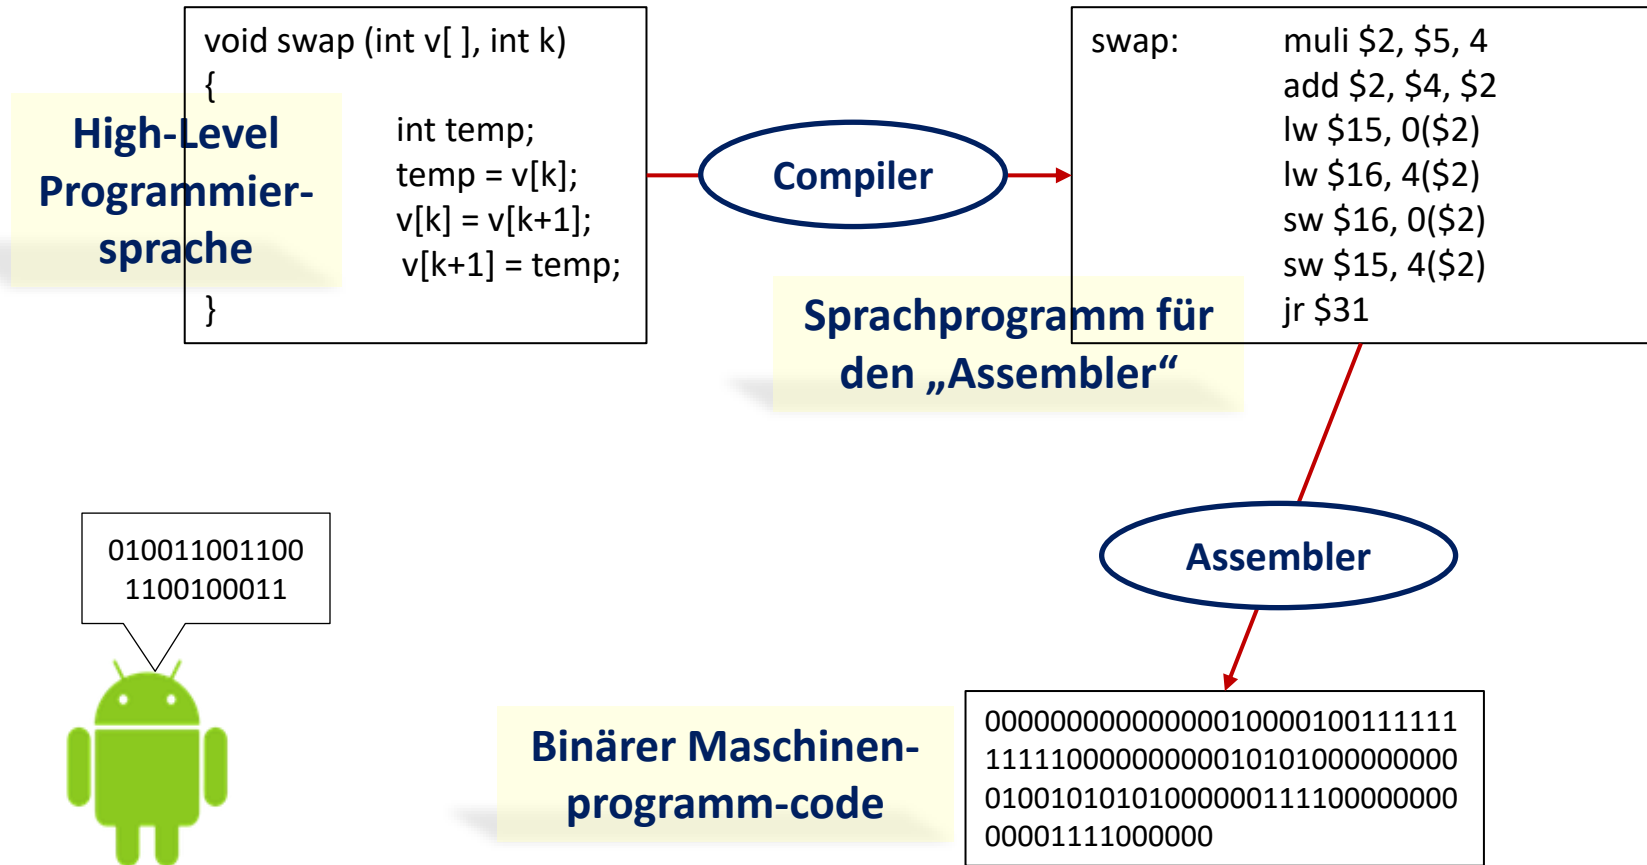 void swap (int v[ ], int k)
{
int temp;
temp = v[k];
v[k] = v[k+1];
v[k+1] = temp;
}
High-Level
Programmier-
sprache
Compiler
swap: muli $2, $5, 4
add $2, $4, $2
lw $15, 0($2)
lw $16, 4($2)
sw $16, 0($2)
sw $15, 4($2)
jr $31
Sprachprogramm für
den „Assembler“
Assembler
010011001100
1100100011
Binärer Maschinen-
programm-code
00000000000000010000100111111
11111000000000010101000000000
01001010101000000111100000000
00001111000000